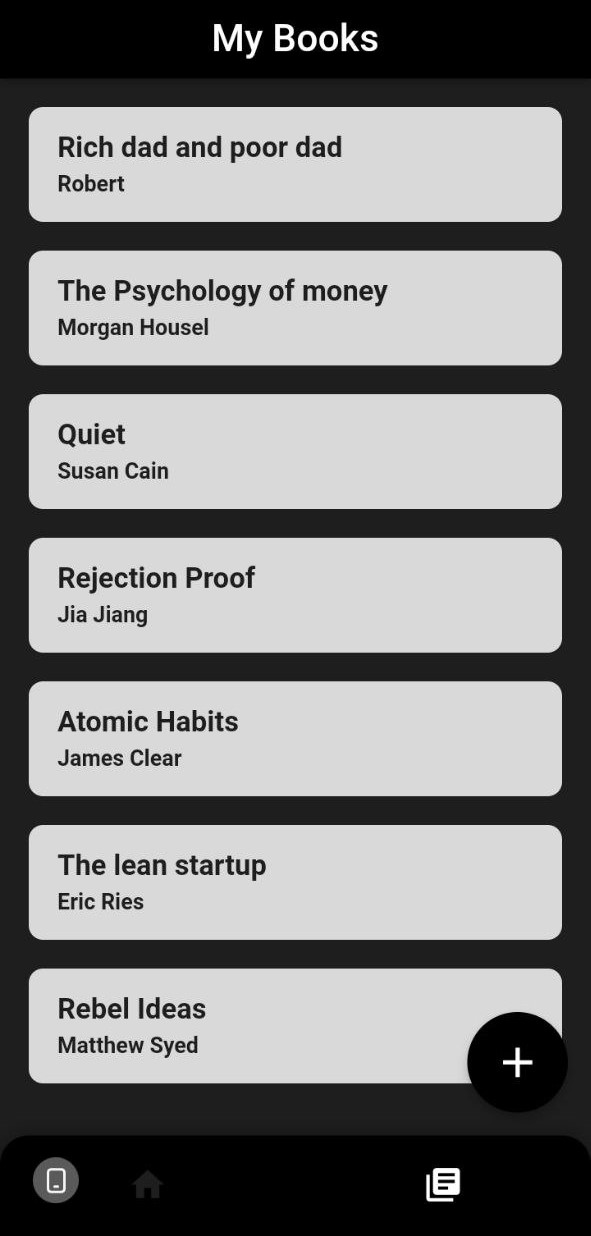 My Books
Rich dad and poor dad
Robert
The Psychology of money
Morgan Housel
Quiet
Susan Cain
Rejection Proof
Jia Jiang
Atomic Habits
James Clear
The lean startup
Eric Ries
Rebel Ideas
Matthew Syed